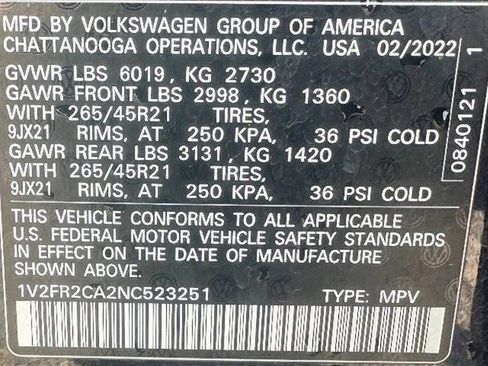 MFD BY VOLKSWAGEN GROUP OF AMERICA
CHATTANOOGA OPERATIONS, LLC. USA 02/2022
GVWR LBS 6019, KG 2730
GAWR FRONT LBS 2998, KG 1360
WITH 265/45R21 TIRES,
9JX21 RIMS, AT 250 KPA, 36 PSI COLD
GAWR REAR LBS 3131, KG 1420
WITH 265/45R21 TIRES,
9JX21 RIMS, AT 250 KPA, 36 PSI COLD
THIS VEHICLE CONFORMS TO ALL APPLICABLE
U.S. FEDERAL MOTOR VEHICLE SAFETY STANDARDS
IN EFFECT ON THE DATE OF MANUFACTURE
SHOWN ABOVE.
1V2FR2CA2NC523251 TYPE: MPV
0840121 1